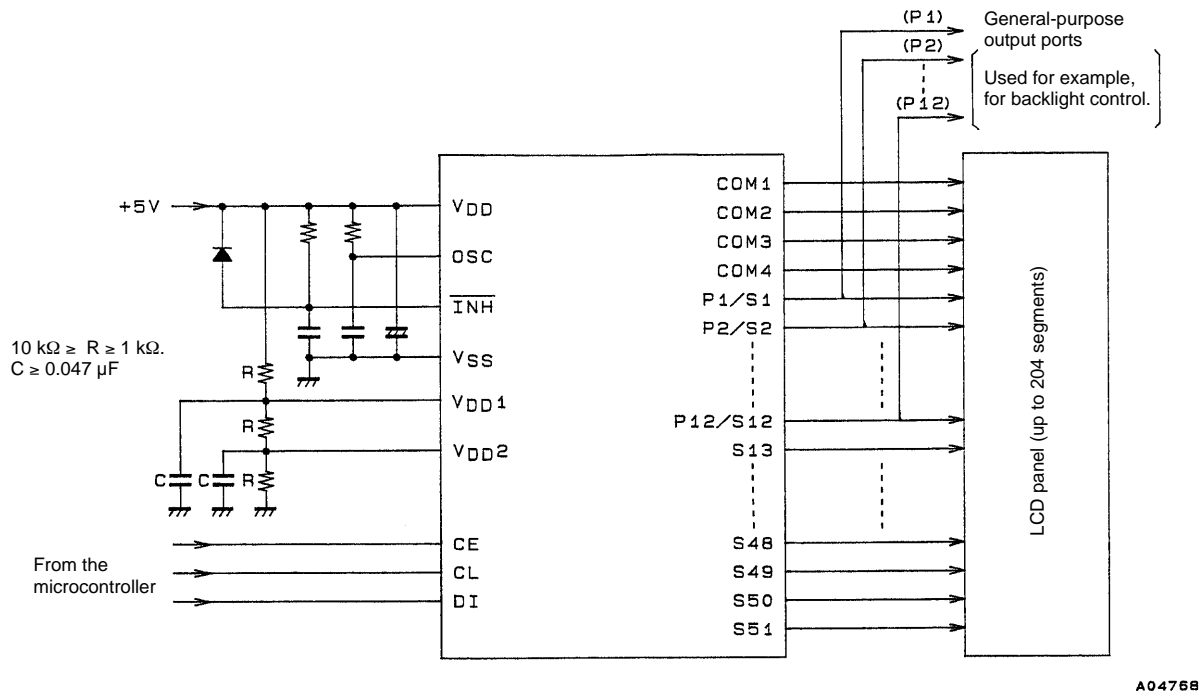 (P1)
General-purpose
output ports
(P2)
Used for example,
for backlight control.
(P12)
+5V
VDD
OSC
INH
VSS
10 kΩ ≥ R ≥ 1 kΩ.
C ≥ 0.047 µF
R
VDD1
R
VDD2
C
C
R
From the
microcontroller
CE
CL
DI
COM1
COM2
COM3
COM4
P1/S1
P2/S2
P12/S12
S13
S48
S49
S50
S51
LCD panel (up to 204 segments)
A04768